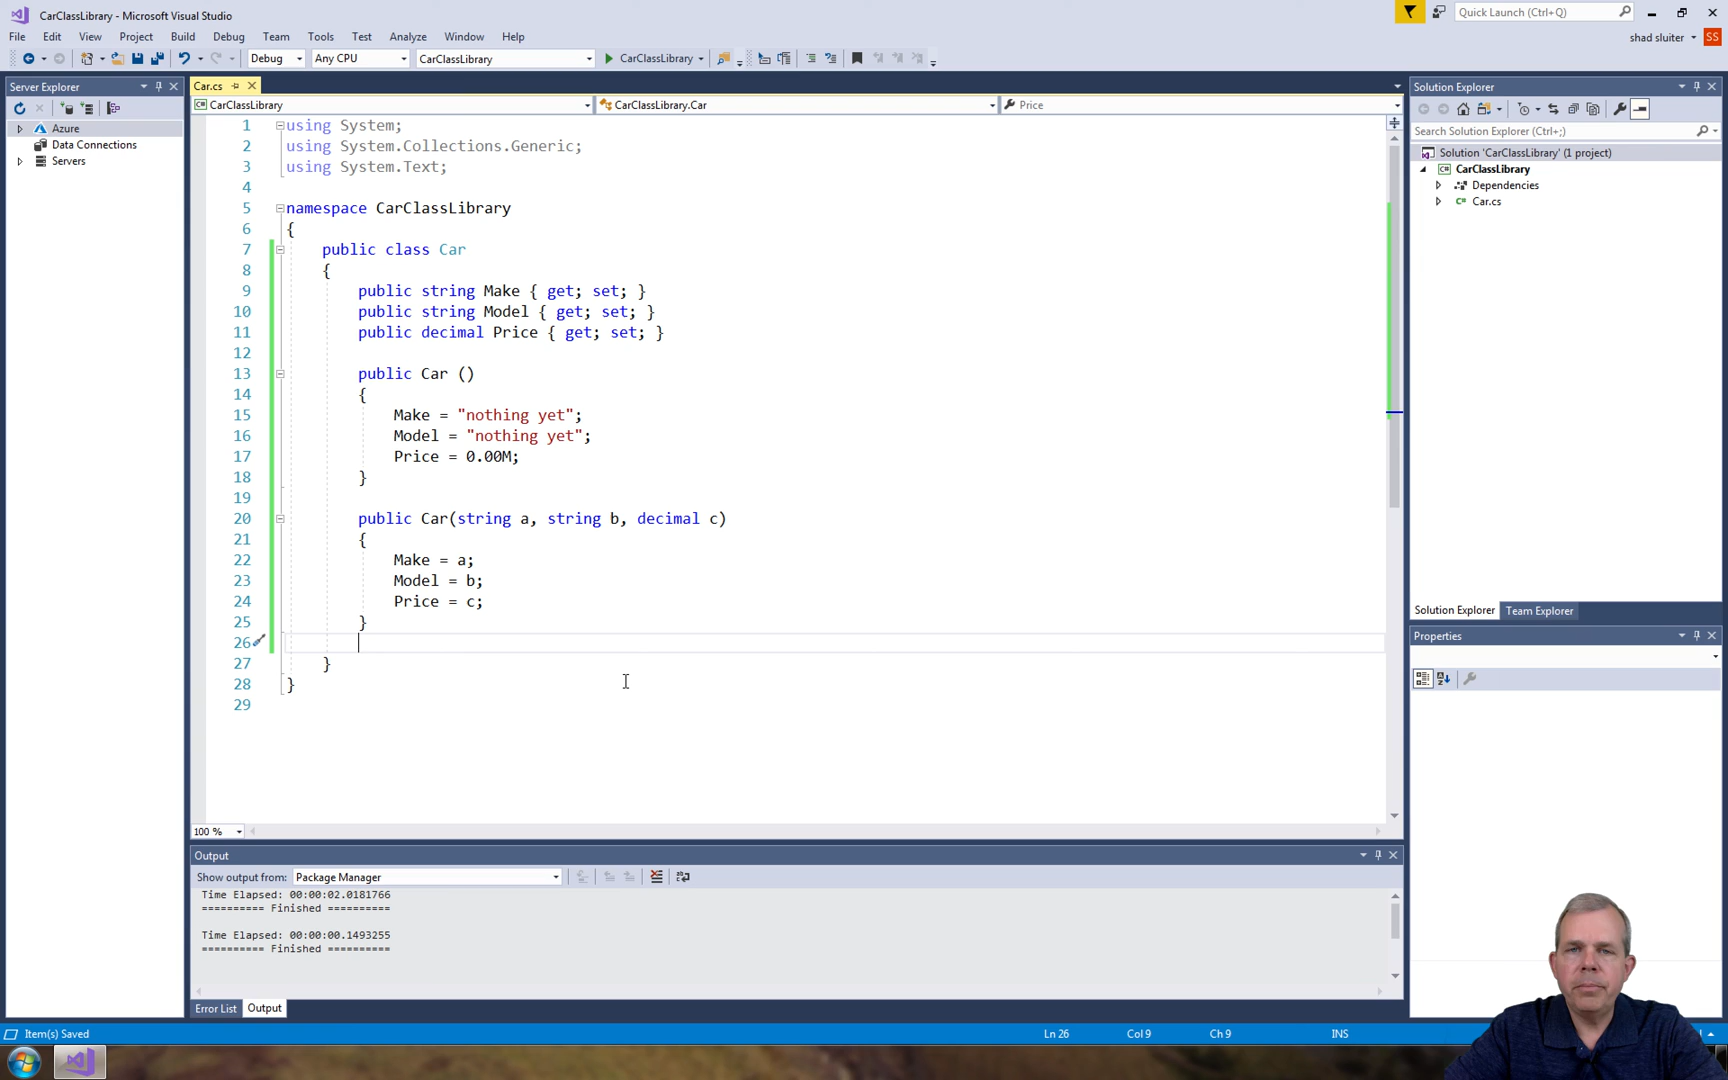 CarClassLibrary - Microsoft Visual Studio
Quick Launch (Ctrl+Q)
File Edit View Project Build Debug Team Tools Test Analyze Window Help
shad sluiter
SS
Debug
Any CPU
CarClassLibrary
CarClassLibrary
Server Explorer
Azure
Data Connections
Servers
Car.cs
CarClassLibrary
CarClassLibrary.Car
Price
1 using System;
2 using System.Collections.Generic;
3 using System.Text;
4
5 namespace CarClassLibrary
6 {
7 public class Car
8 {
9 public string Make { get; set; }
10 public string Model { get; set; }
11 public decimal Price { get; set; }
12
13 public Car ()
14 {
15 Make = "nothing yet";
16 Model = "nothing yet";
17 Price = 0.00M;
18 }
19
20 public Car(string a, string b, decimal c)
21 {
22 Make = a;
23 Model = b;
24 Price = c;
25 }
26
27 }
28 }
29
100 %
Output
Show output from: Package Manager
Time Elapsed: 00:00:02.0181766
========== Finished ==========
Time Elapsed: 00:00:00.1493255
========== Finished ==========
Error List
Output
Solution Explorer
Search Solution Explorer (Ctrl+;)
Solution 'CarClassLibrary' (1 project)
CarClassLibrary
Dependencies
Car.cs
Solution Explorer
Team Explorer
Properties
Item(s) Saved
Ln 26
Col 9
Ch 9
INS